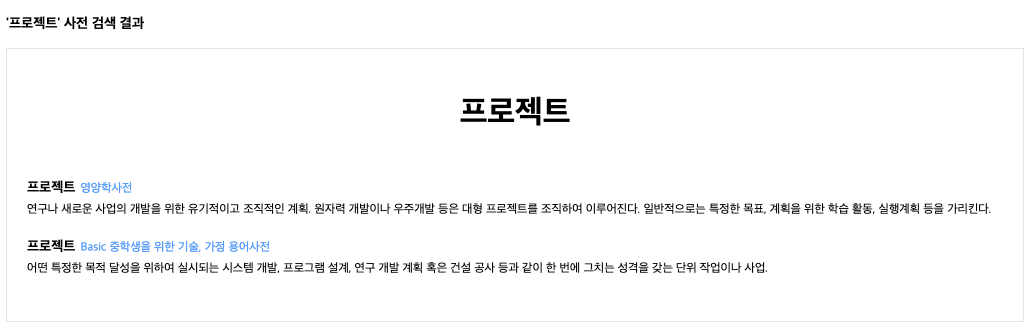 '프로젝트' 사전 검색 결과
프로젝트
프로젝트 영양학사전
연구나 새로운 사업의 개발을 위한 유기적이고 조직적인 계획. 원자력 개발이나 우주개발 등은 대형 프로젝트를 조직하여 이루어진다. 일반적으로는 특정한 목표, 계획을 위한 학습 활동, 실행계획 등을 가리킨다.
프로젝트 Basic 중학생을 위한 기술, 가정 용어사전
어떤 특정한 목적 달성을 위하여 실시되는 시스템 개발, 프로그램 설계, 연구 개발 계획 혹은 건설 공사 등과 같이 한 번에 그치는 성격을 갖는 단위 작업이나 사업.